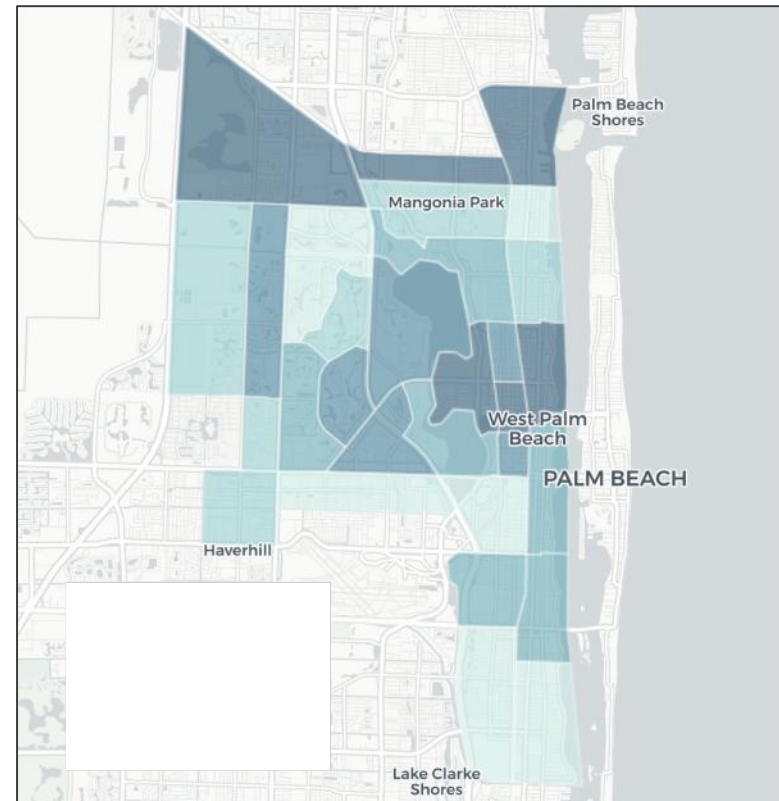 Palm Beach
Shores
Mangonia Park
West Palm
Beach
PALM BEACH
Haverhill
Lake Clarke
Shores